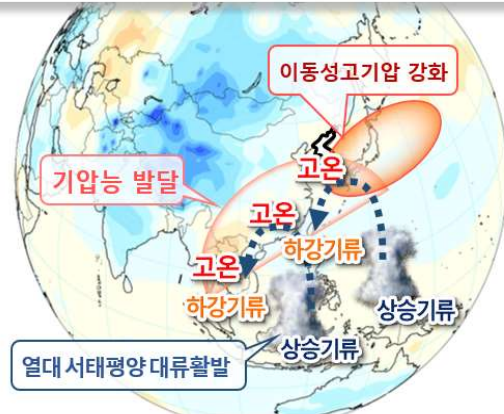 이동성고기압 강화
고온
기압능 발달
고온
하강기류
고온
하강기류
상승기류
상승기류
열대 서태평양 대류활발